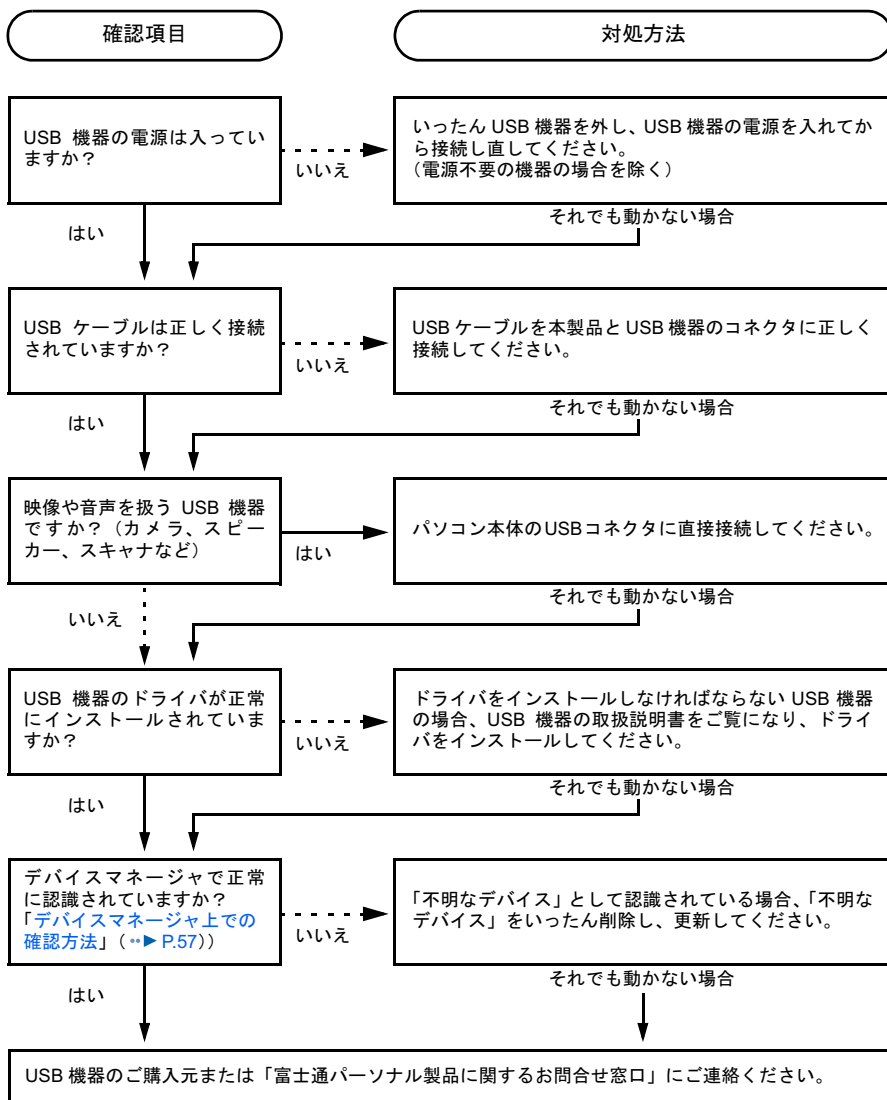 確認項目
対処方法
USB 機器の電源は入ってい
ますか？
いいえ
いったん USB 機器を外し、USB 機器の電源を入れてか
ら接続し直してください。
（電源不要の機器の場合を除く）
はい
それでも動かない場合
USB ケーブルは正しく接続
されていますか？
いいえ
USB ケーブルを本製品と USB 機器のコネクタに正しく
接続してください。
はい
それでも動かない場合
映像や音声を扱う USB 機器
ですか？（カメラ、スピー
カー、スキャナなど）
はい
パソコン本体のUSBコネクタに直接接続してください。
いいえ
それでも動かない場合
USB 機器のドライバが正常
にインストールされていま
すか？
いいえ
ドライバをインストールしなければならない USB 機器
の場合、USB 機器の取扱説明書をご覧になり、ドライ
バをインストールしてください。
はい
それでも動かない場合
デバイスマネージャで正常
に認識されていますか？
「デバイスマネージャ上での
確認方法」（ ••► P.57)）
いいえ
「不明なデバイス」として認識されている場合、「不明な
デバイス」をいったん削除し、更新してください。
はい
それでも動かない場合
USB 機器のご購入元または「富士通パーソナル製品に関するお問合せ窓口」にご連絡ください。